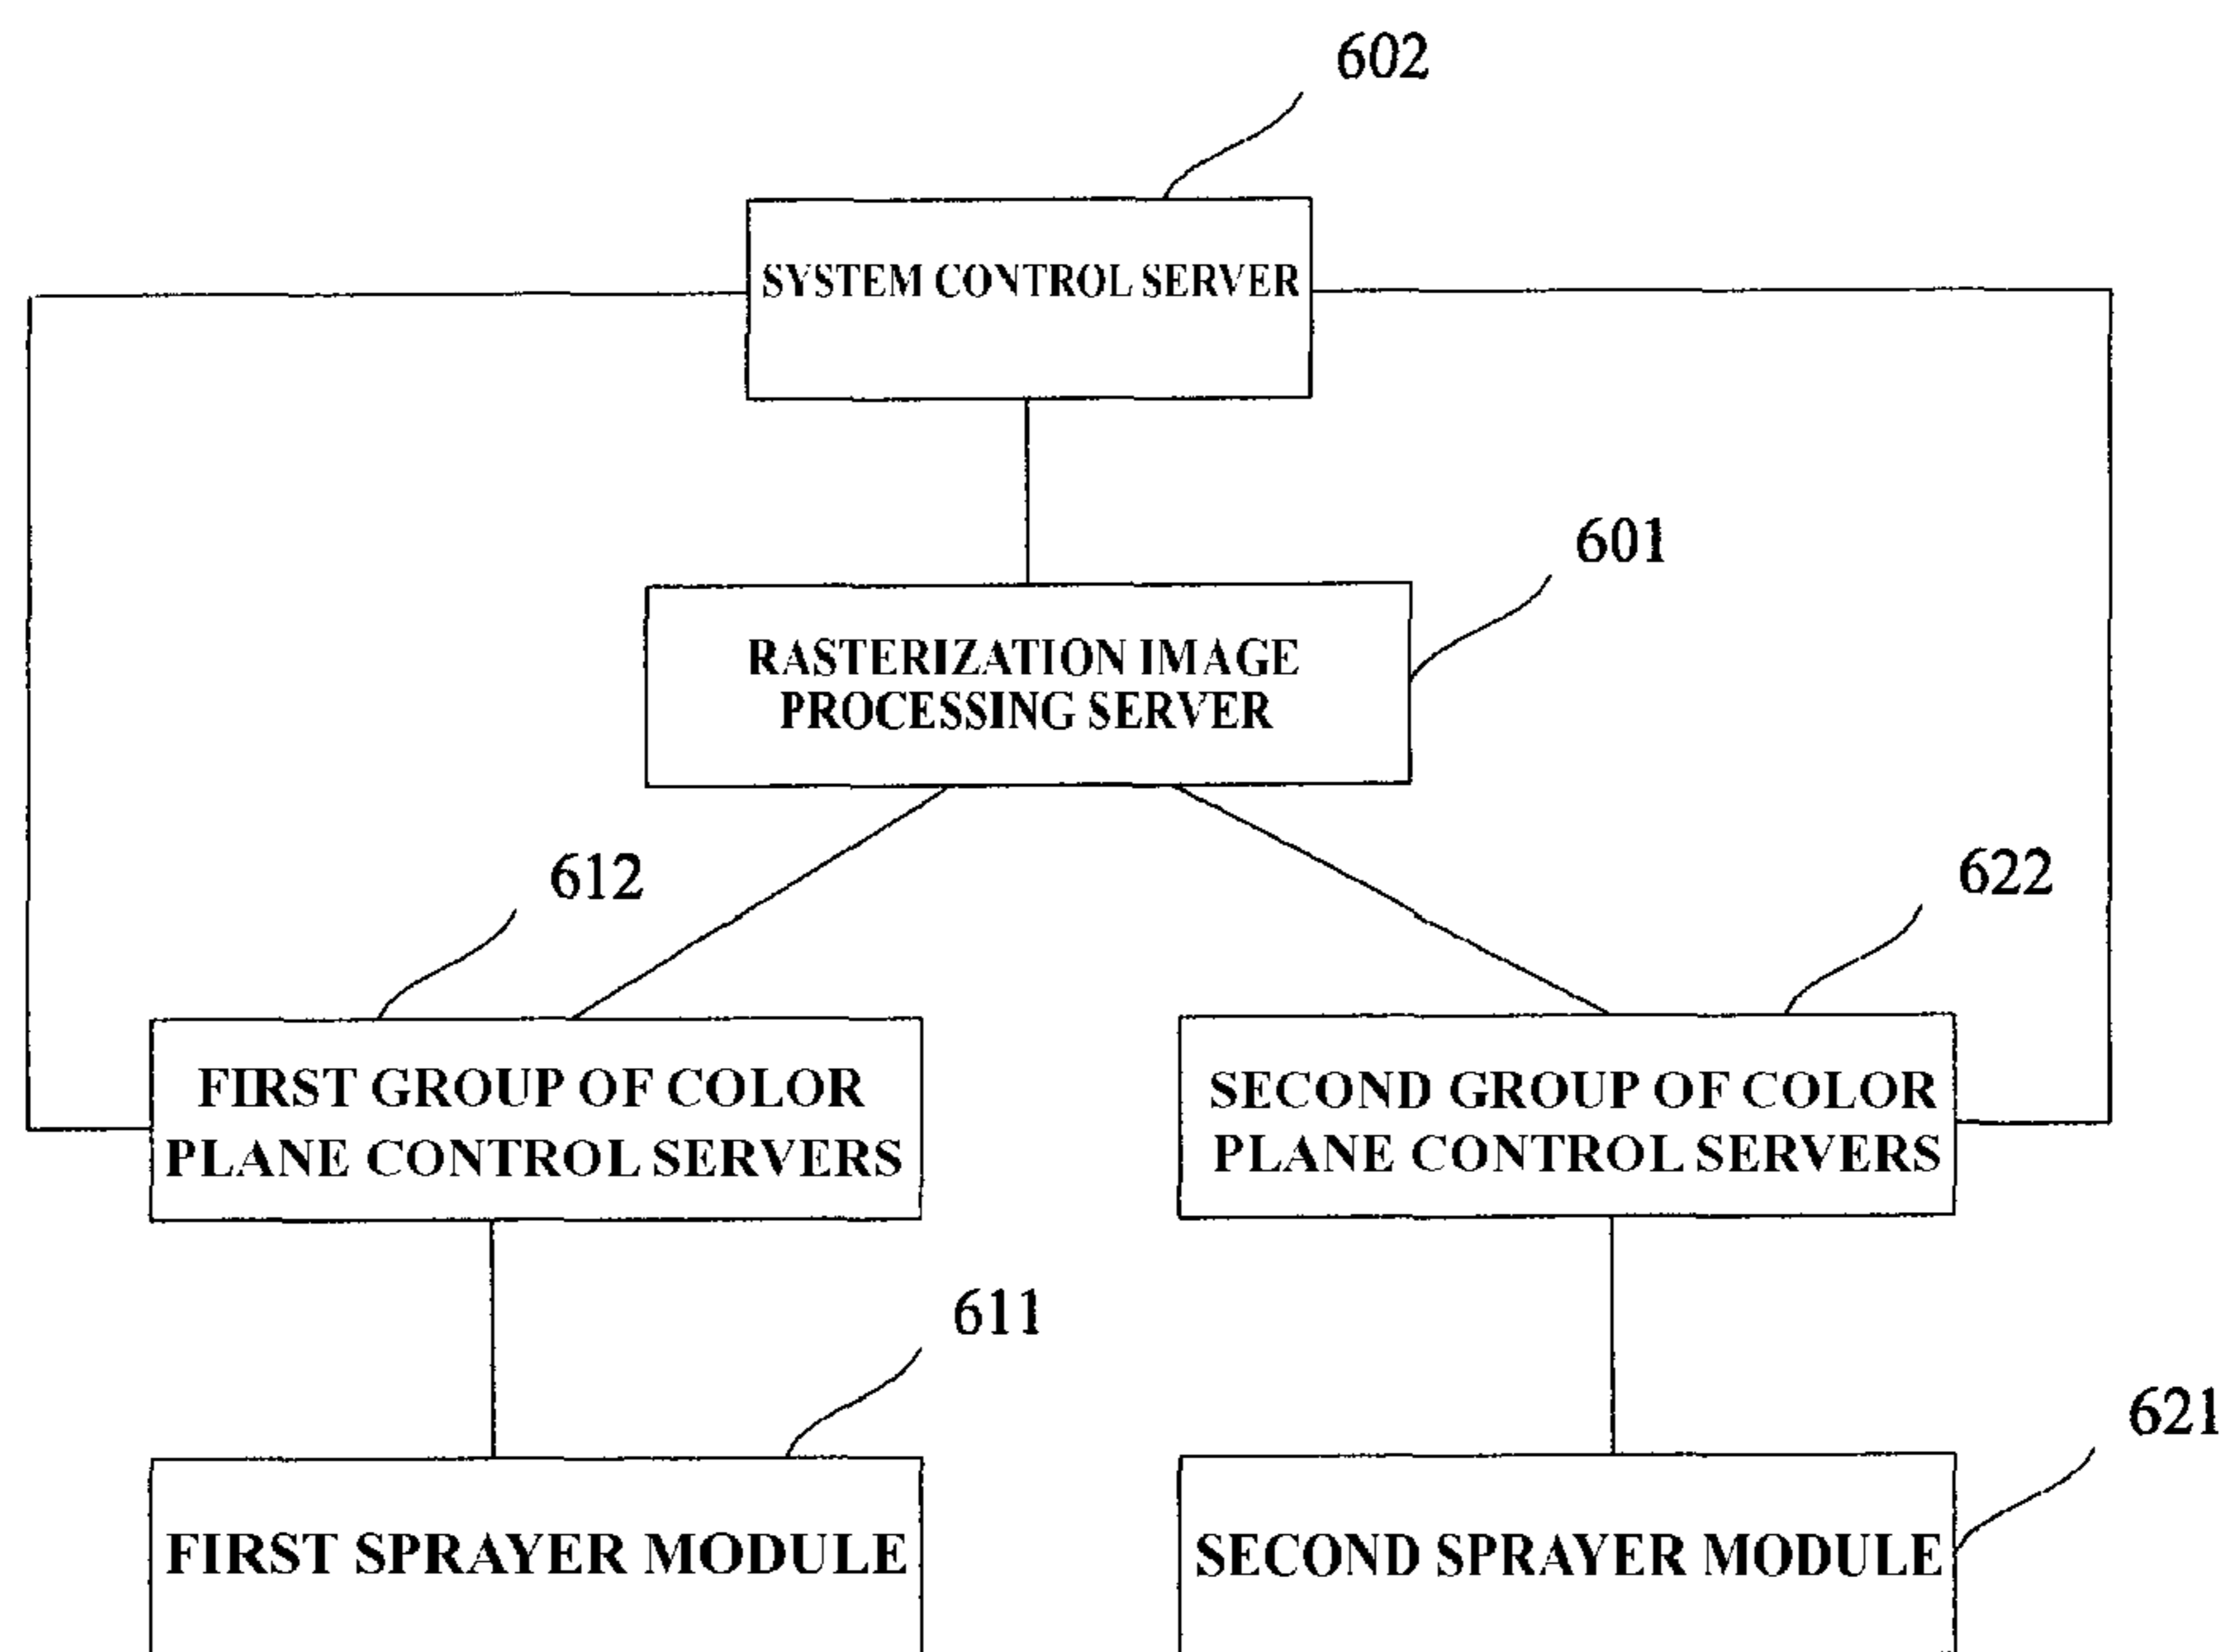 602
SYSTEM CONTROL SERVER
601
RASTERIZATION IMAGE
PROCESSING SERVER
612
622
FIRST GROUP OF COLOR
PLANE CONTROL SERVERS
SECOND GROUP OF COLOR
PLANE CONTROL SERVERS
611
621
FIRST SPRAYER MODULE
SECOND SPRAYER MODULE